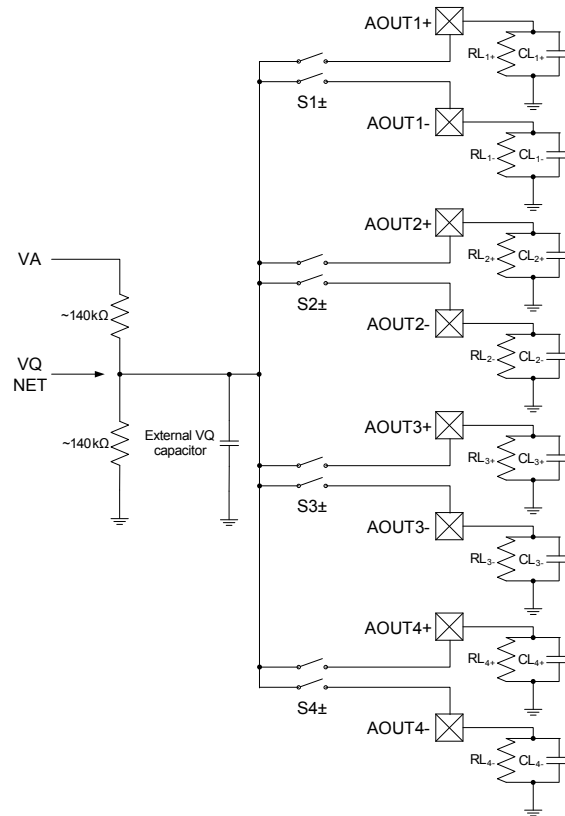 AOUT1+
RL1+
CL1+
S1±
AOUT1-
RL1-
CL1-
AOUT2+
RL2+
CL2+
VA
S2±
~140kΩ
AOUT2-
RL2-
CL2-
VQ
NET
AOUT3+
External VQ
capacitor
~140kΩ
RL3+
CL3+
S3±
AOUT3-
RL3-
CL3-
AOUT4+
RL4+
CL4+
S4±
AOUT4-
RL4-
CL4-